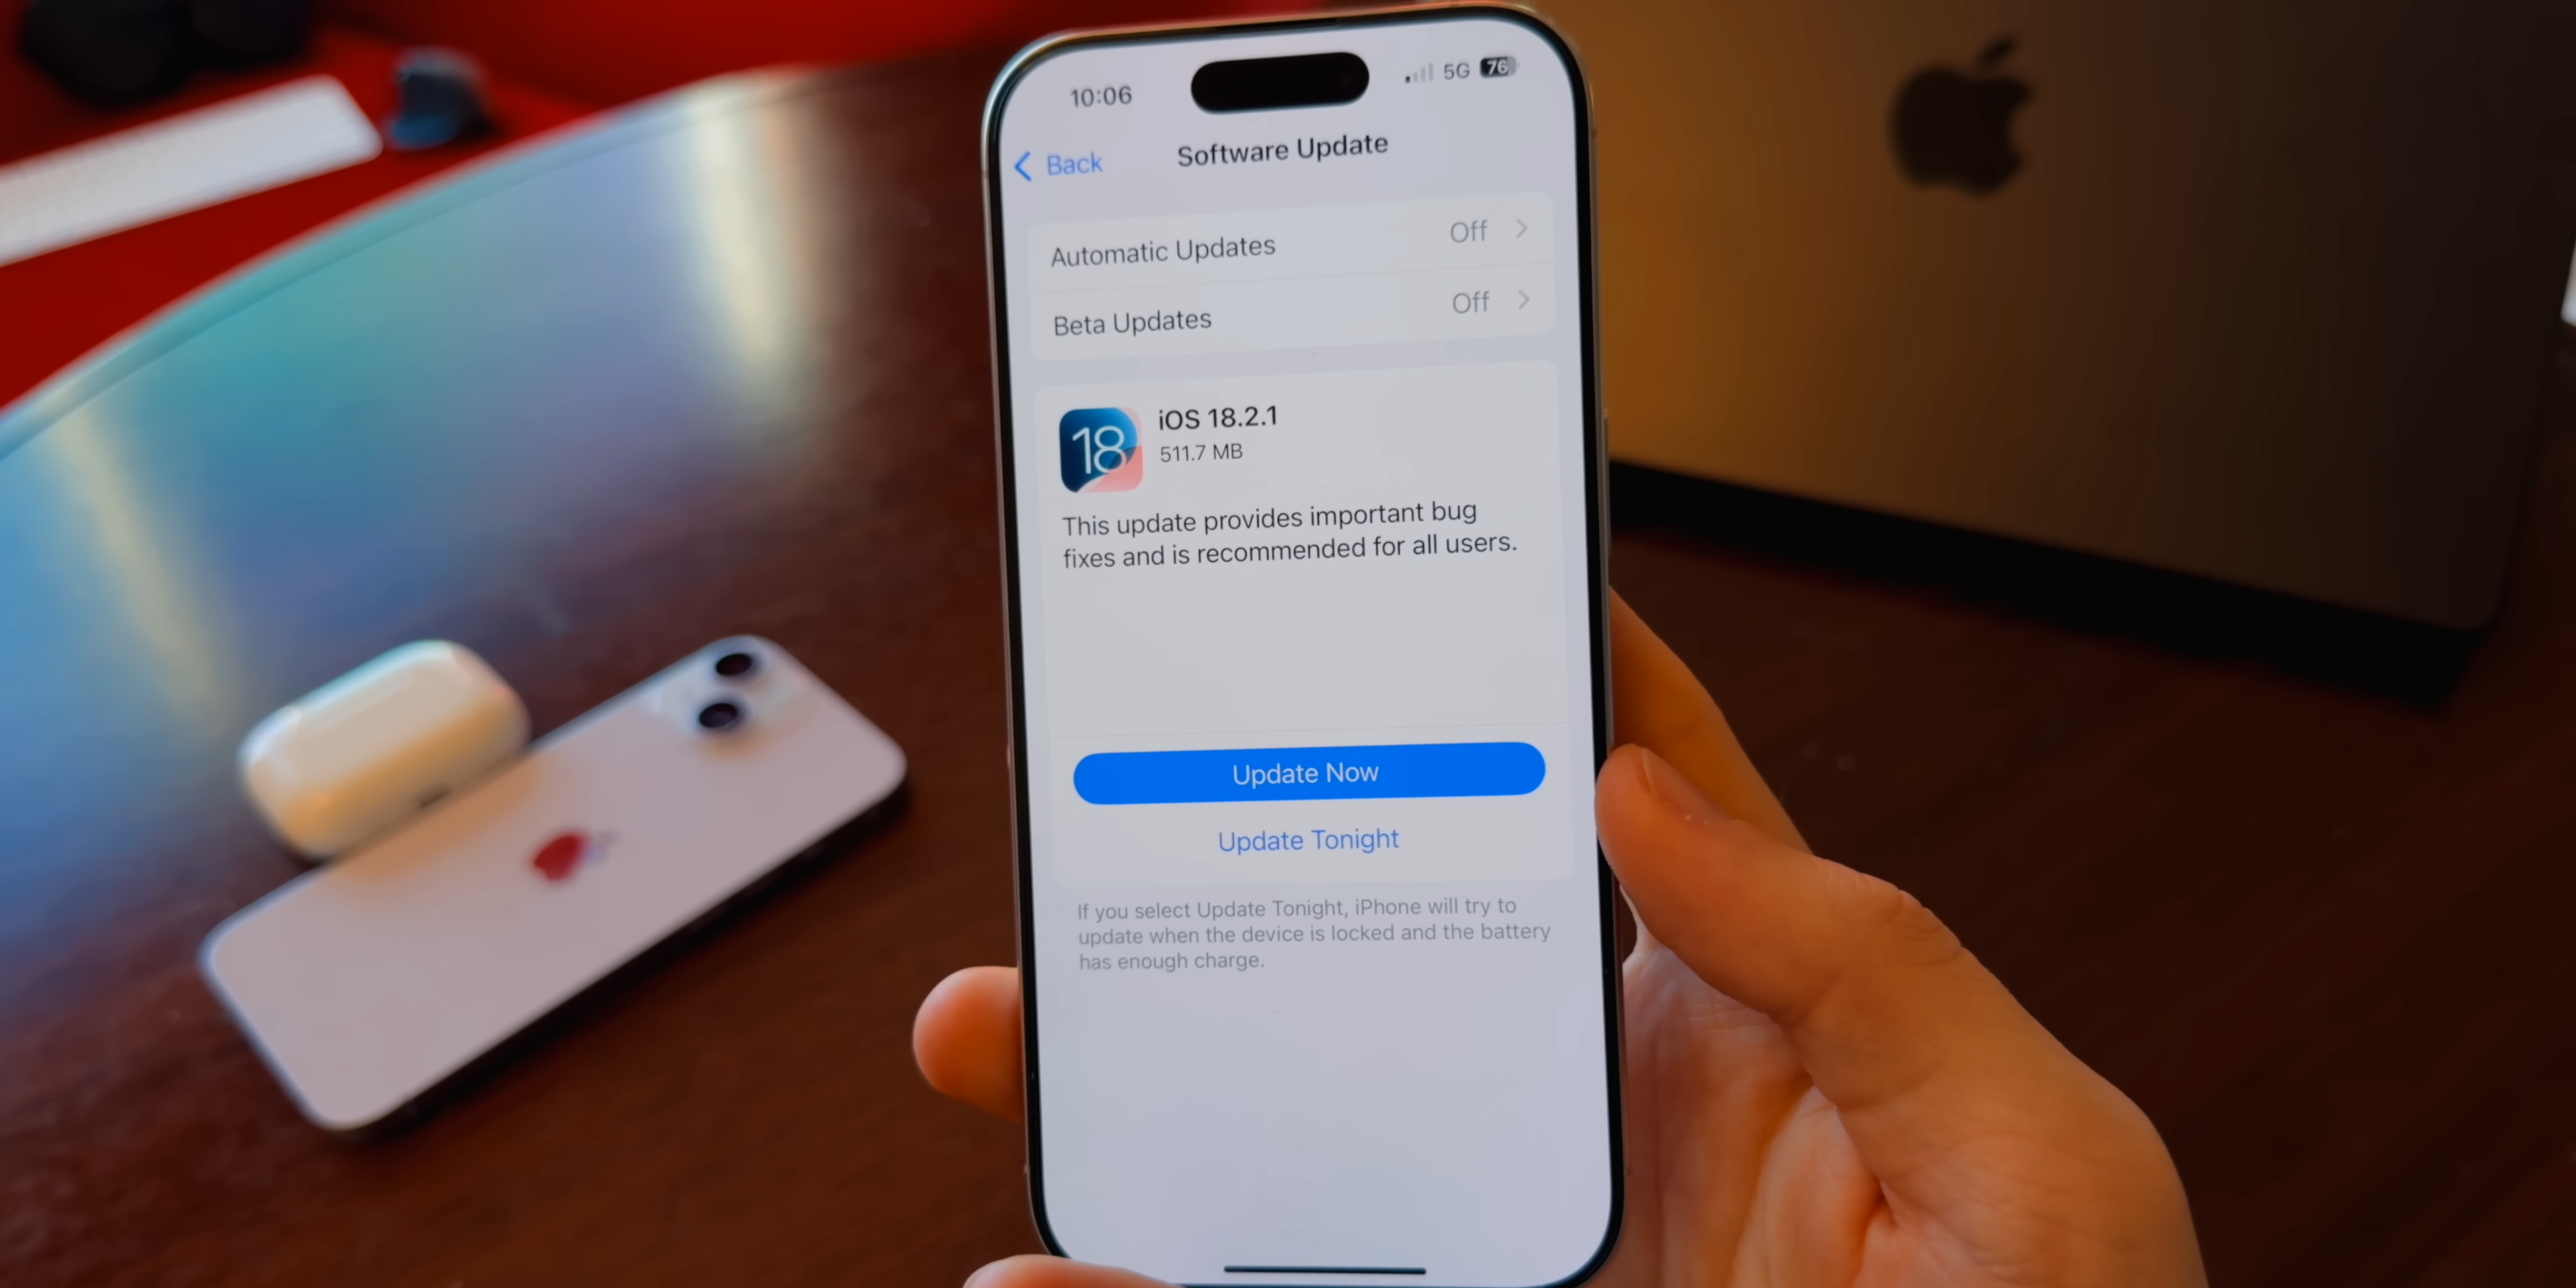 10:06 5G 76
Back Software Update
Automatic Updates Off
Beta Updates Off
18
iOS 18.2.1
511.7 MB
This update provides important bug
fixes and is recommended for all users.
Update Now
Update Tonight
If you select Update Tonight, iPhone will try to
update when the device is locked and the battery
has enough charge.